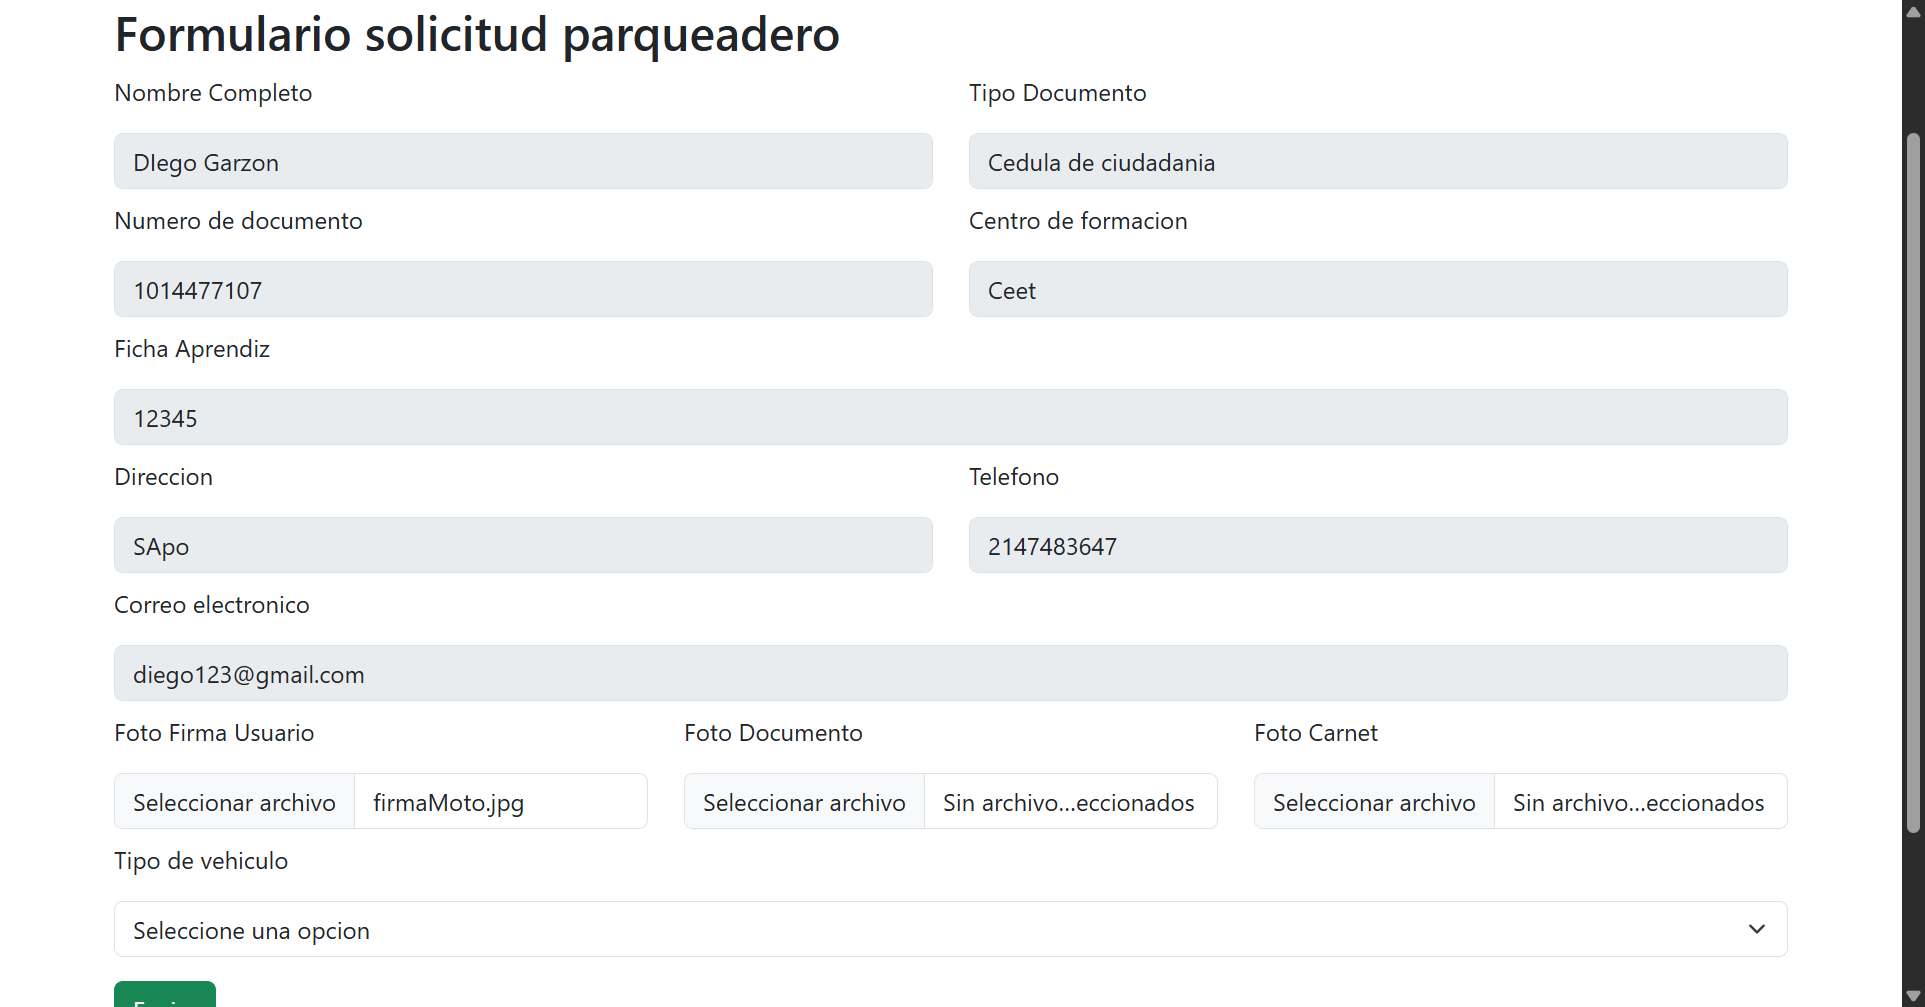 Formulario solicitud parqueadero
Nombre Completo
Tipo Documento
DIego Garzon
Cedula de ciudadania
Numero de documento
Centro de formacion
1014477107
Ceet
Ficha Aprendiz
12345
Direccion
Telefono
SApo
2147483647
Correo electronico
diego123@gmail.com
Foto Firma Usuario
Foto Documento
Foto Carnet
Seleccionar archivo firmaMoto.jpg
Seleccionar archivo Sin archivo...eccionados
Seleccionar archivo Sin archivo...eccionados
Tipo de vehiculo
Seleccione una opcion